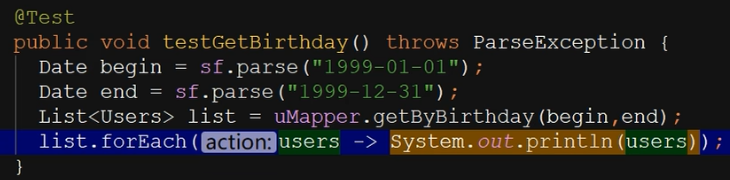 @Test
public void testGetBirthday() throws ParseException {
Date begin = sf.parse("1999-01-01");
Date end = sf.parse("1999-12-31");
List<Users> list = uMapper.getByBirthday(begin,end);
list.forEach( action: users -> System.out.println(users));
}